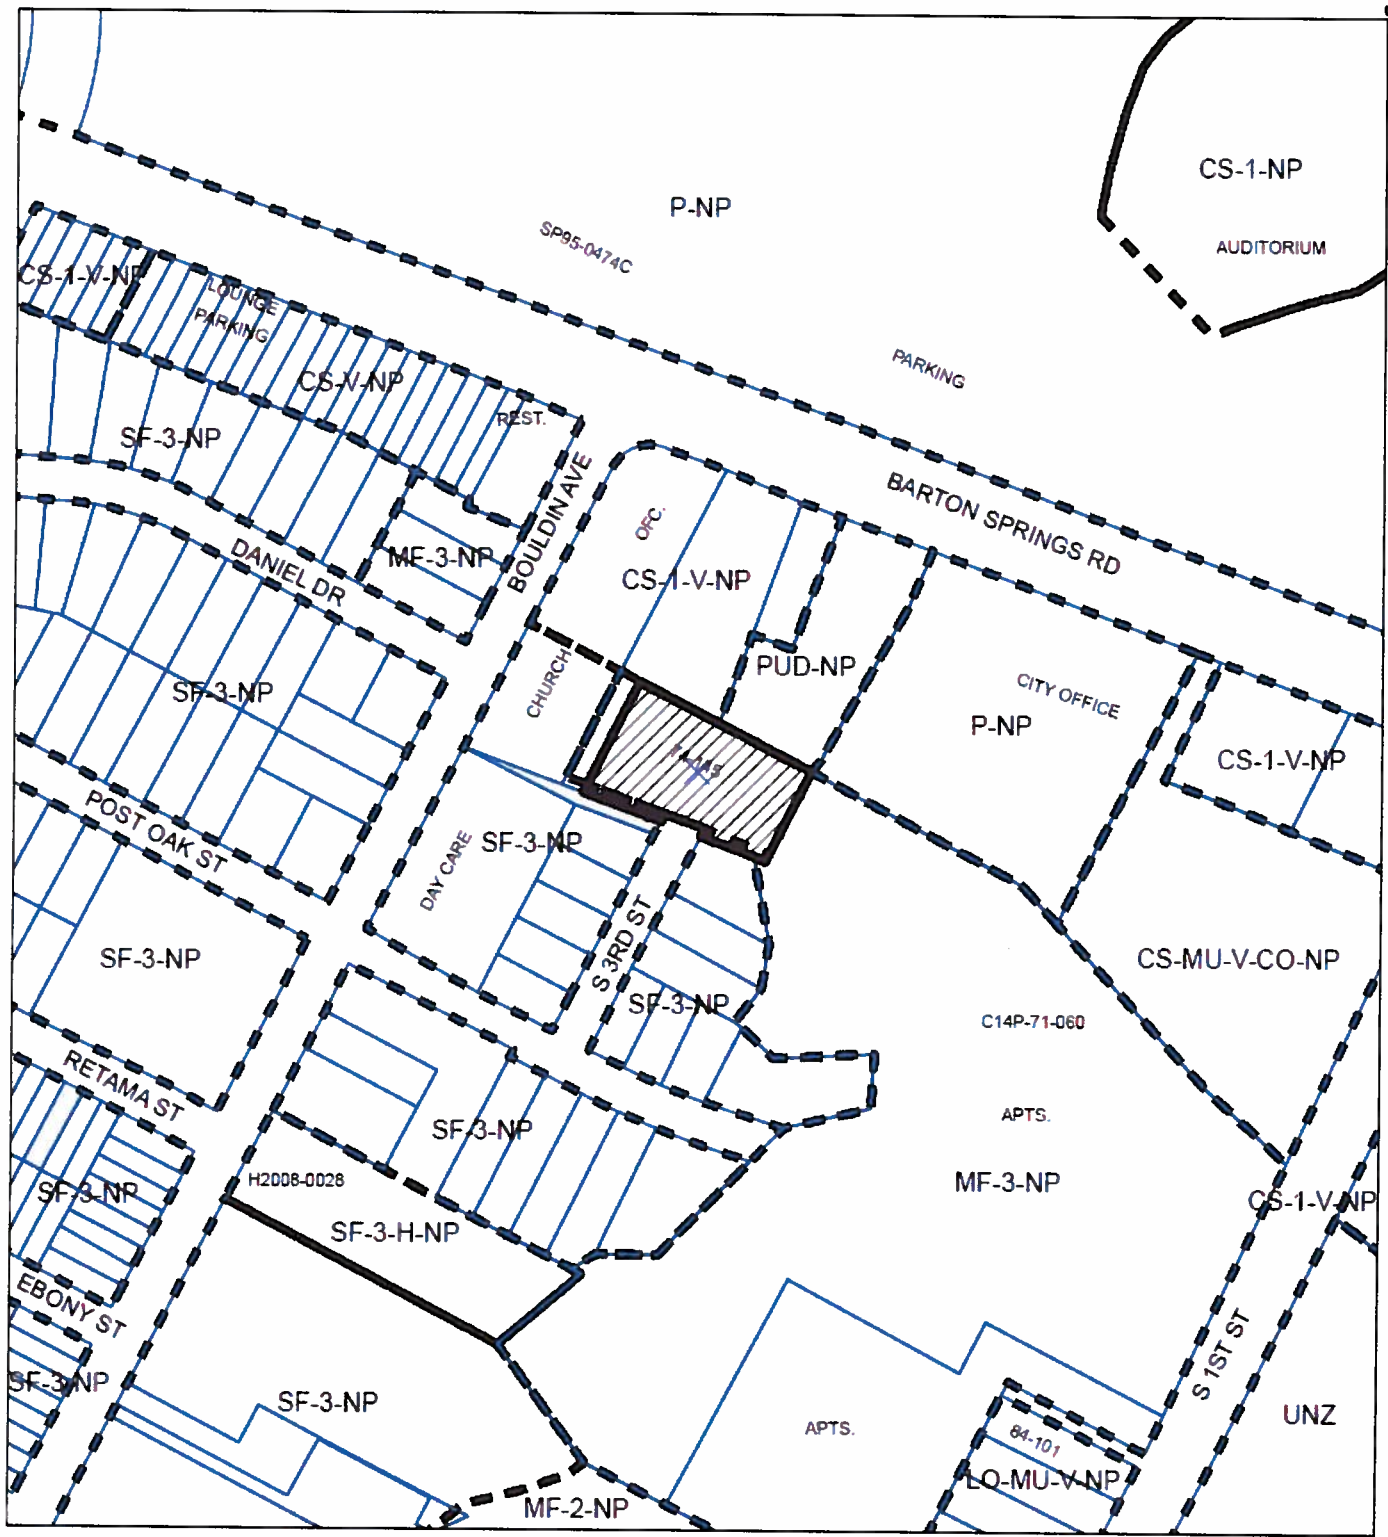 CS-1-NP
AUDITORIUM
P-NP
SP95-0474C
PARKING
CS-1-V-NP
LOUNGE
PARKING
CS-V-NP
REST.
SF-3-NP
BARTON SPRINGS RD
BOULDIN AVE
OFC.
CS-1-V-NP
MF-3-NP
DANIEL DR
PUD-NP
CHURCH
CITY OFFICE
P-NP
SF-3-NP
CS-1-V-NP
POST OAK ST
SF-3-NP
DAY CARE
S 3RD ST
SF-3-NP
CS-MU-V-CO-NP
SF-3-NP
C14P-71-060
RETAMA ST
APTS.
SF-3-NP
MF-3-NP
H2008-0028
SF-3-NP
CS-1-V-NP
SF-3-H-NP
EBONY ST
S 1ST ST
SF-3-NP
SF-3-NP
UNZ
APTS.
84-101
LO-MU-V-NP
MF-2-NP